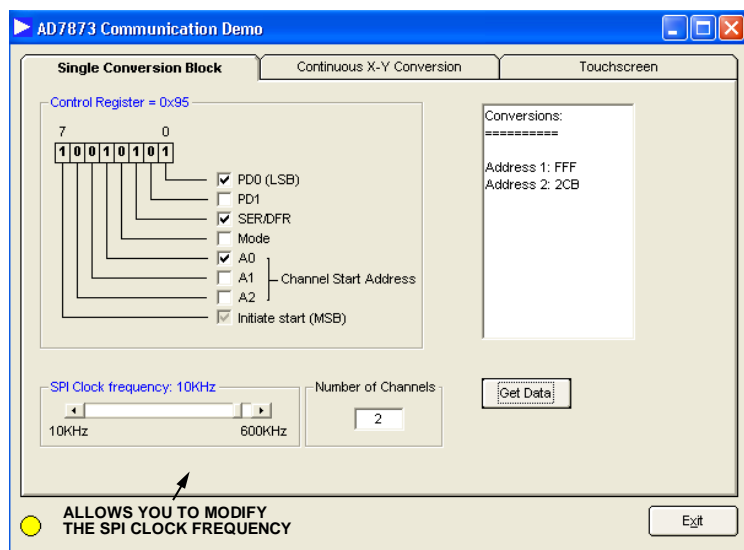 AD7873 Communication Demo
Single Conversion Block
Continuous X-Y Conversion
Touchscreen
Control Register = 0x95
7 0
1 0 0 1 0 1 0 1
PD0 (LSB)
PD1
SER/DFR
Mode
A0
A1
A2
Channel Start Address
Initiate start (MSB)
Conversions:
==========
Address 1: FFF
Address 2: 2CB
SPI Clock frequency: 10KHz
10KHz 600KHz
Number of Channels
2
Get Data
ALLOWS YOU TO MODIFY
THE SPI CLOCK FREQUENCY
Exit